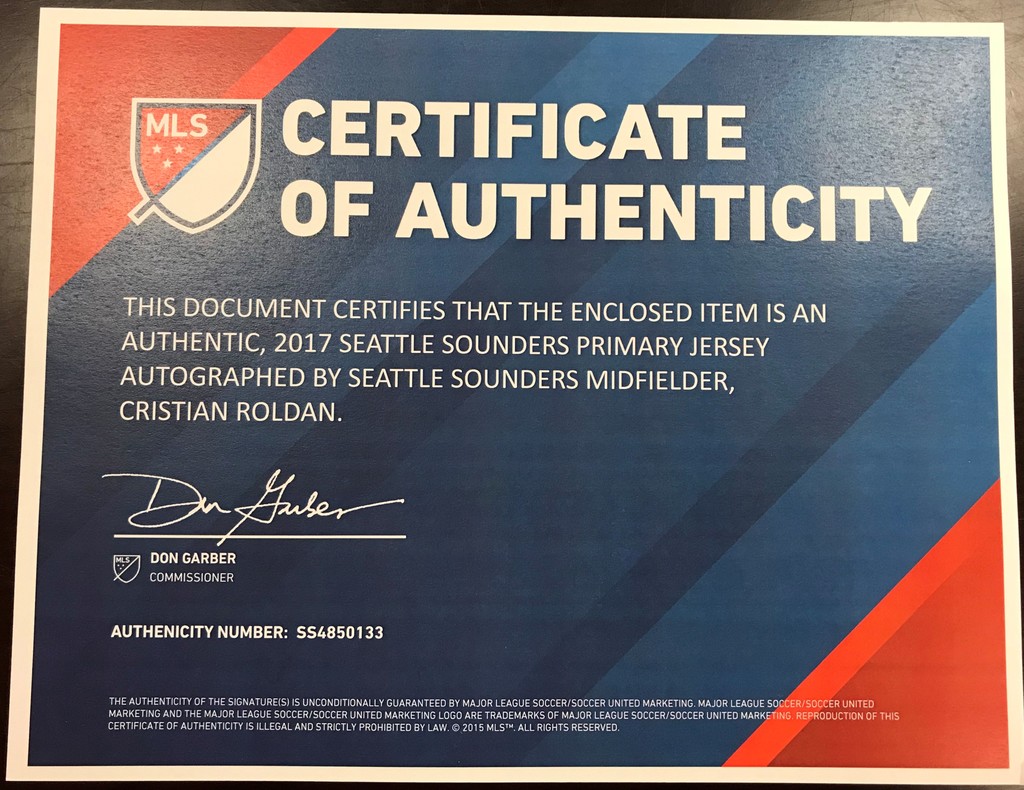 MLS
CERTIFICATE
OF AUTHENTICITY
THIS DOCUMENT CERTIFIES THAT THE ENCLOSED ITEM IS AN
AUTHENTIC, 2017 SEATTLE SOUNDERS PRIMARY JERSEY
AUTOGRAPHED BY SEATTLE SOUNDERS MIDFIELDER,
CRISTIAN ROLDAN.
Don Garber
MLS
DON GARBER
COMMISSIONER
AUTHENICITY NUMBER: SS4850133
THE AUTHENTICITY OF THE SIGNATURE(S) IS UNCONDITIONALLY GUARANTEED BY MAJOR LEAGUE SOCCER/SOCCER UNITED MARKETING. MAJOR LEAGUE SOCCER/SOCCER UNITED
MARKETING AND THE MAJOR LEAGUE SOCCER/SOCCER UNITED MARKETING LOGO ARE TRADEMARKS OF MAJOR LEAGUE SOCCER/SOCCER UNITED MARKETING. REPRODUCTION OF THIS
CERTIFICATE OF AUTHENTICITY IS ILLEGAL AND STRICTLY PROHIBITED BY LAW. © 2015 MLS™. ALL RIGHTS RESERVED.